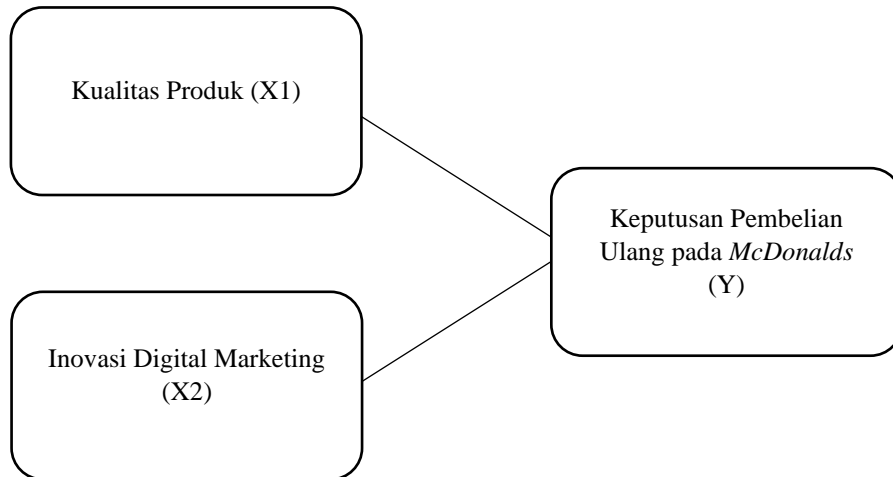 Kualitas Produk (X1)
Keputusan Pembelian
Ulang pada McDonalds
(Y)
Inovasi Digital Marketing
(X2)